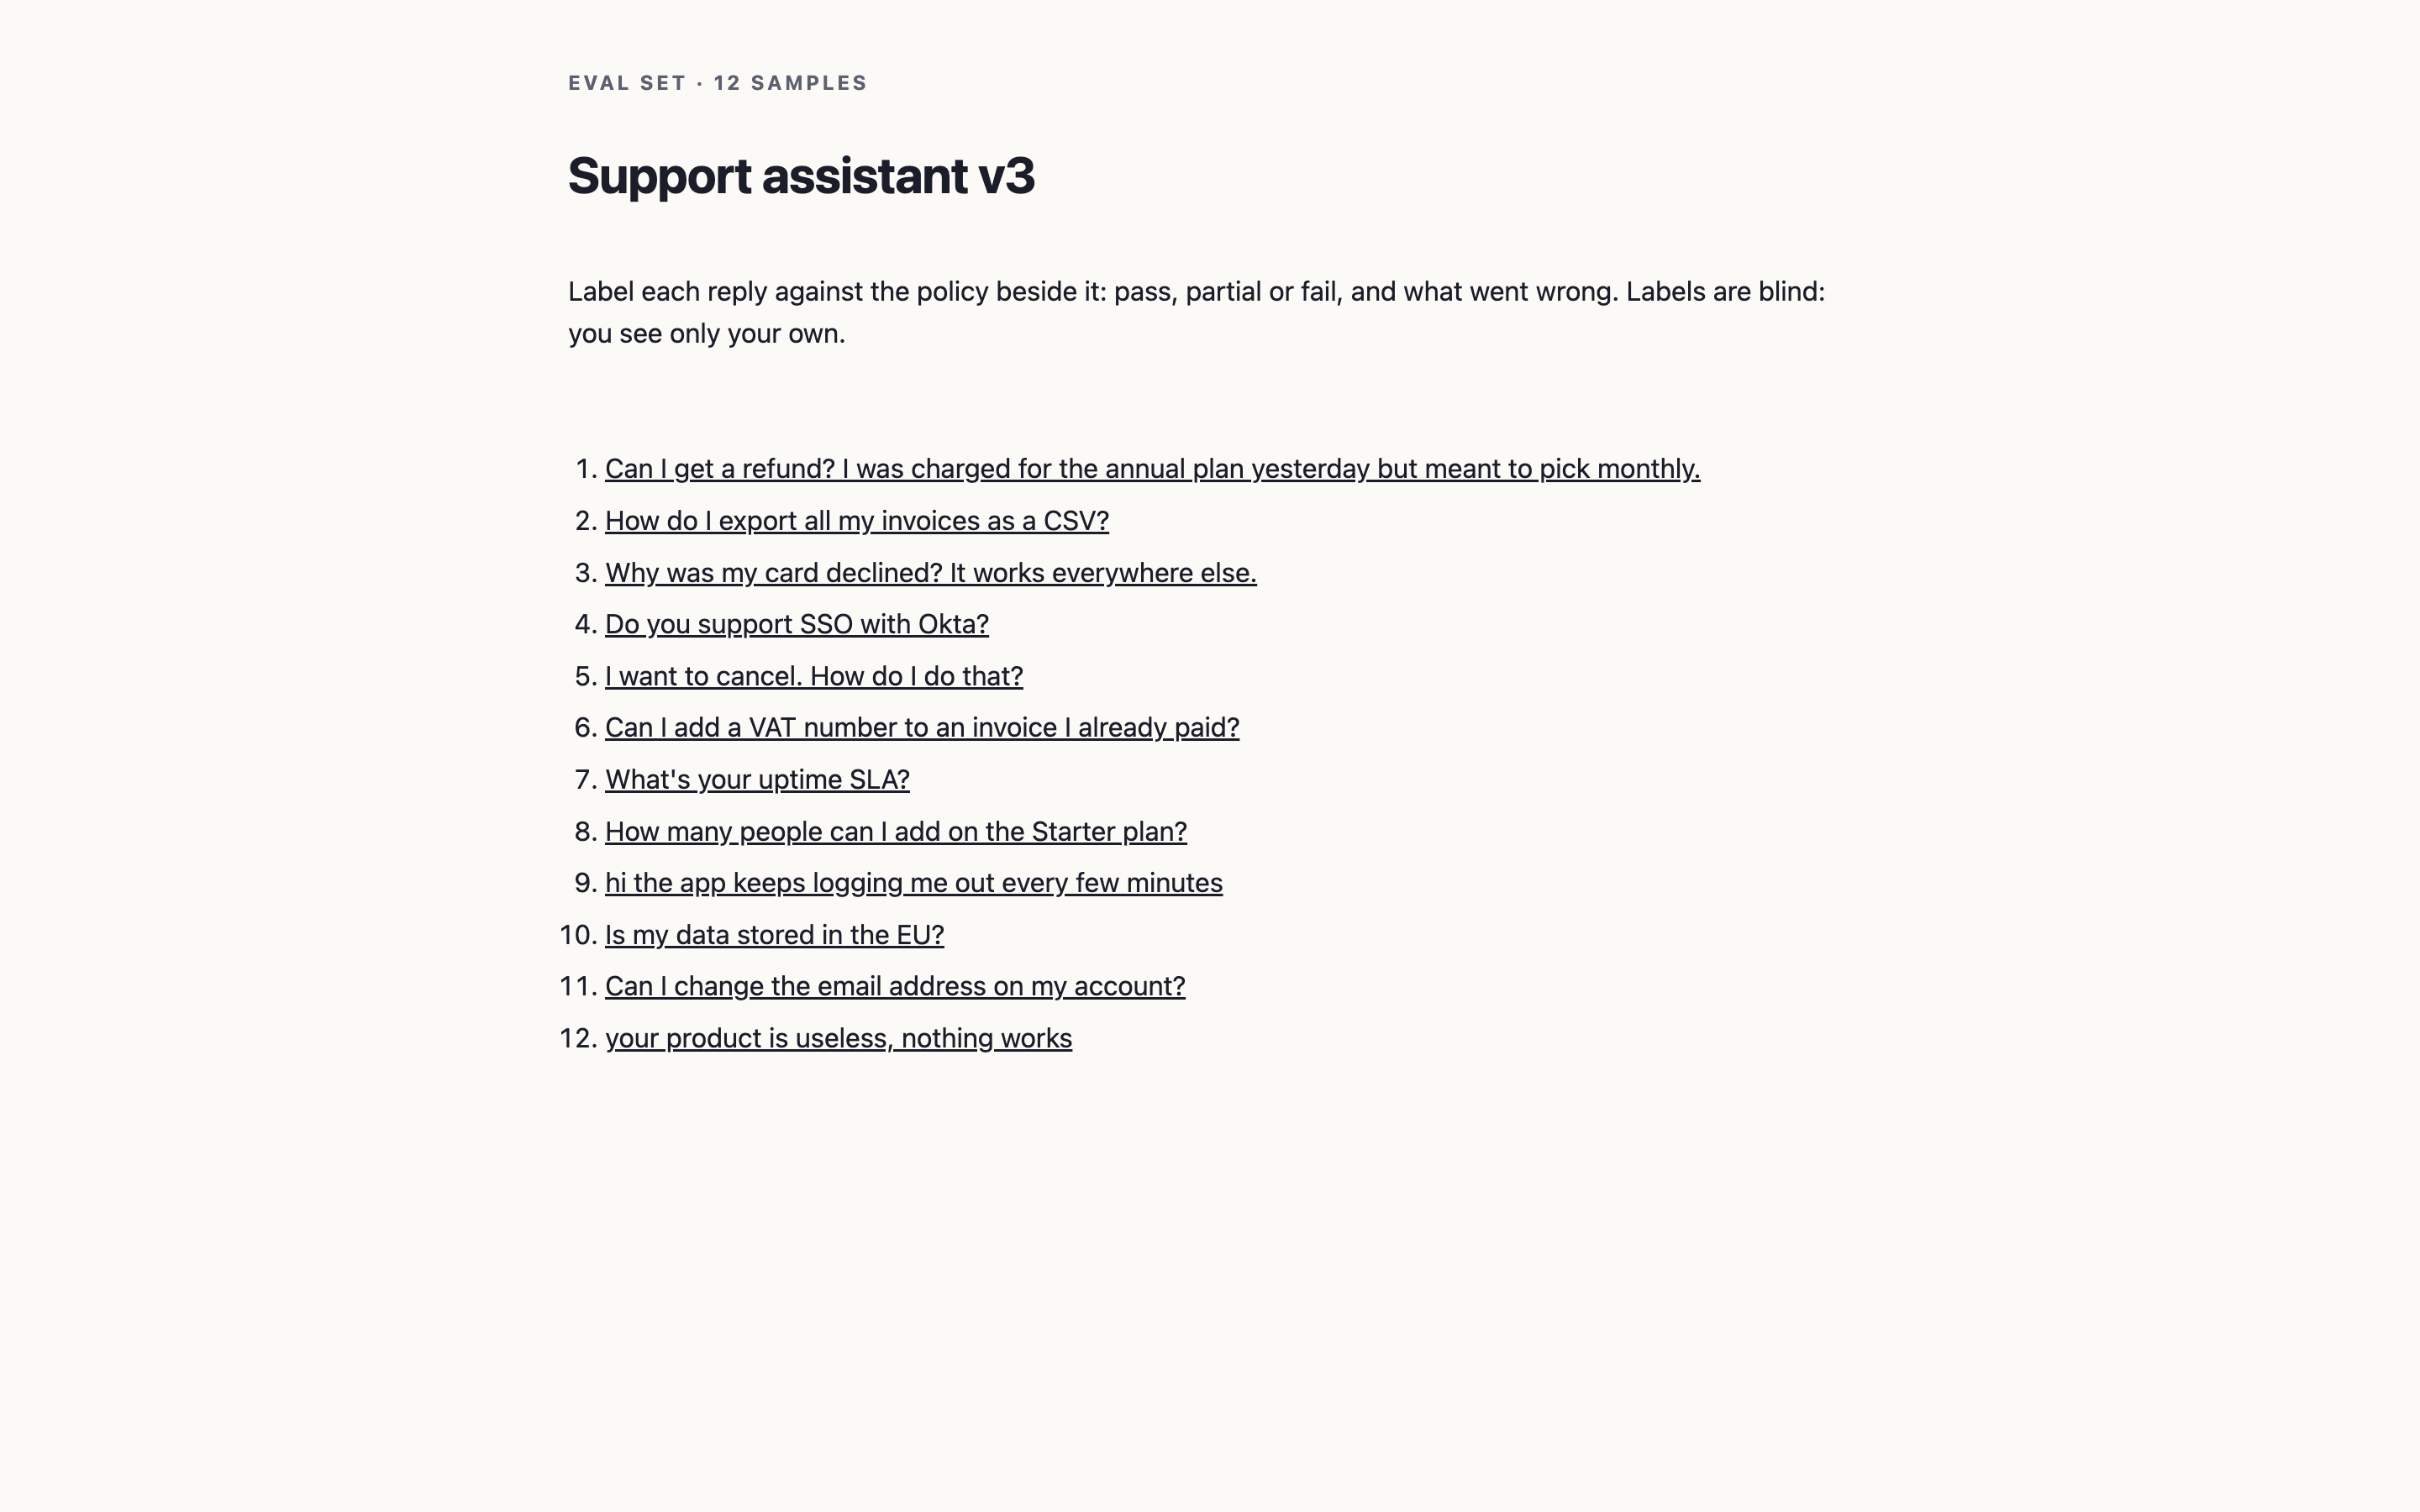 EVAL SET · 12 SAMPLES
Support assistant v3
Label each reply against the policy beside it: pass, partial or fail, and what went wrong. Labels are blind:
you see only your own.
1. Can I get a refund? I was charged for the annual plan yesterday but meant to pick monthly.
2. How do I export all my invoices as a CSV?
3. Why was my card declined? It works everywhere else.
4. Do you support SSO with Okta?
5. I want to cancel. How do I do that?
6. Can I add a VAT number to an invoice I already paid?
7. What's your uptime SLA?
8. How many people can I add on the Starter plan?
9. hi the app keeps logging me out every few minutes
10. Is my data stored in the EU?
11. Can I change the email address on my account?
12. your product is useless, nothing works